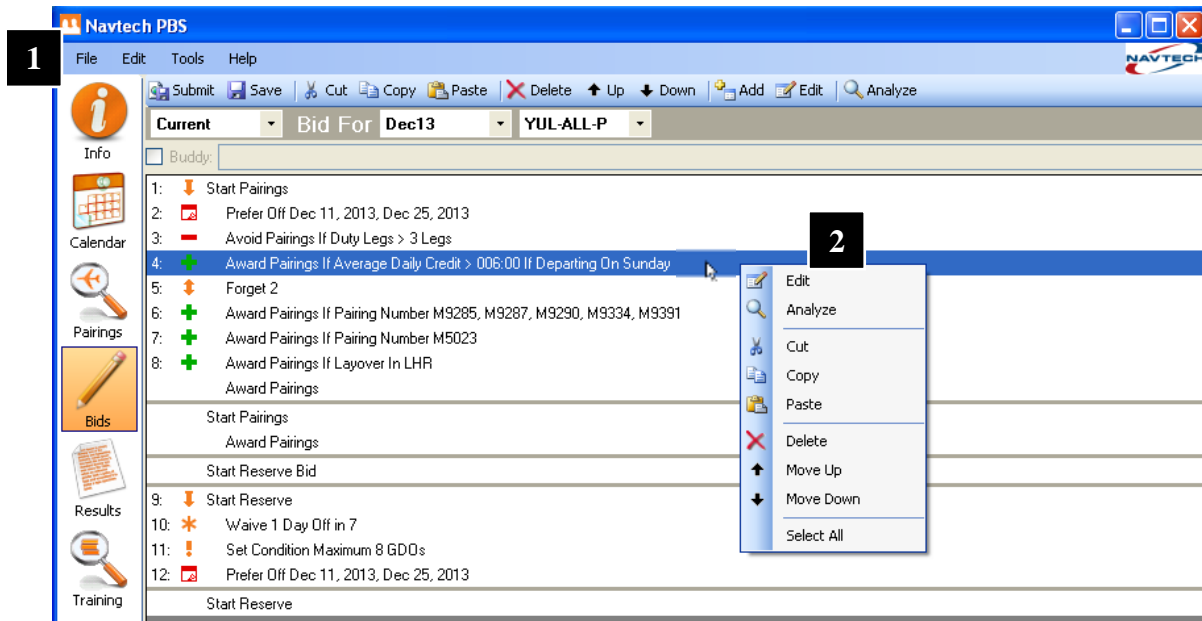 Navtech PBS
1
File Edit Tools Help
NAVTECH
Submit Save Cut Copy Paste Delete Up Down Add Edit Analyze
Current Bid For Dec13 YUL-ALL-P
Info
Buddy:
1: Start Pairings
2: Prefer Off Dec 11, 2013, Dec 25, 2013
Calendar
3: Avoid Pairings If Duty Legs > 3 Legs
2
4: Award Pairings If Average Daily Credit > 006:00 If Departing On Sunday
5: Forget 2
6: Award Pairings If Pairing Number M9285, M9287, M9290, M9334, M9391
Pairings
7: Award Pairings If Pairing Number M5023
8: Award Pairings If Layover In LHR
Award Pairings
Bids
Start Pairings
Award Pairings
Start Reserve Bid
Results
9: Start Reserve
10: Waive 1 Day Off in 7
11: Set Condition Maximum 8 GDOs
12: Prefer Off Dec 11, 2013, Dec 25, 2013
Training
Start Reserve
Edit
Analyze
Cut
Copy
Paste
Delete
Move Up
Move Down
Select All